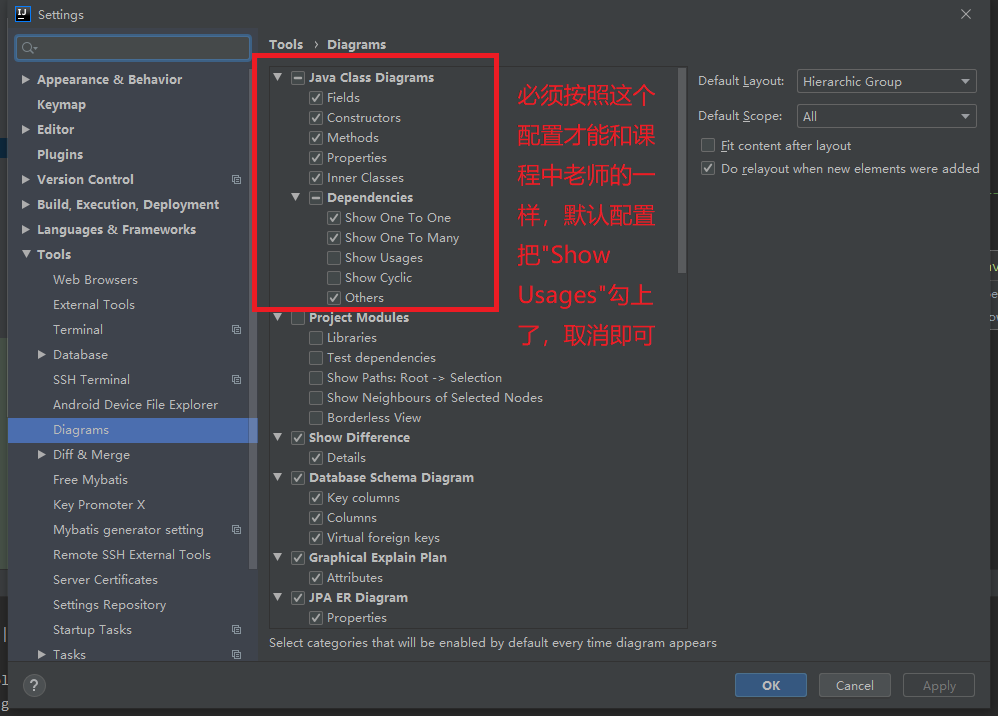 Settings
Tools › Diagrams
Appearance & Behavior
Keymap
Editor
Plugins
Version Control
Build, Execution, Deployment
Languages & Frameworks
Tools
Web Browsers
External Tools
Terminal
Database
SSH Terminal
Android Device File Explorer
Diagrams
Diff & Merge
Free Mybatis
Key Promoter X
Mybatis generator setting
Remote SSH External Tools
Server Certificates
Settings Repository
Startup Tasks
Tasks
Java Class Diagrams
Fields
Constructors
Methods
Properties
Inner Classes
Dependencies
Show One To One
Show One To Many
Show Usages
Show Cyclic
Others
Project Modules
Libraries
Test dependencies
Show Paths: Root -> Selection
Show Neighbours of Selected Nodes
Borderless View
Show Difference
Details
Database Schema Diagram
Key columns
Columns
Virtual foreign keys
Graphical Explain Plan
Attributes
JPA ER Diagram
Properties
必须按照这个
配置才能和课
程中老师的一
样，默认配置
把"Show
Usages"勾上
了，取消即可
Default Layout: Hierarchic Group
Default Scope: All
Fit content after layout
Do relayout when new elements were added
Select categories that will be enabled by default every time diagram appears
?
OK
Cancel
Apply